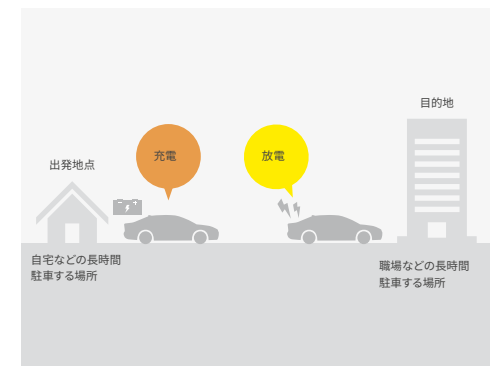 目的地
充電
放電
出発地点
自宅などの長時間
駐車する場所
職場などの長時間
駐車する場所